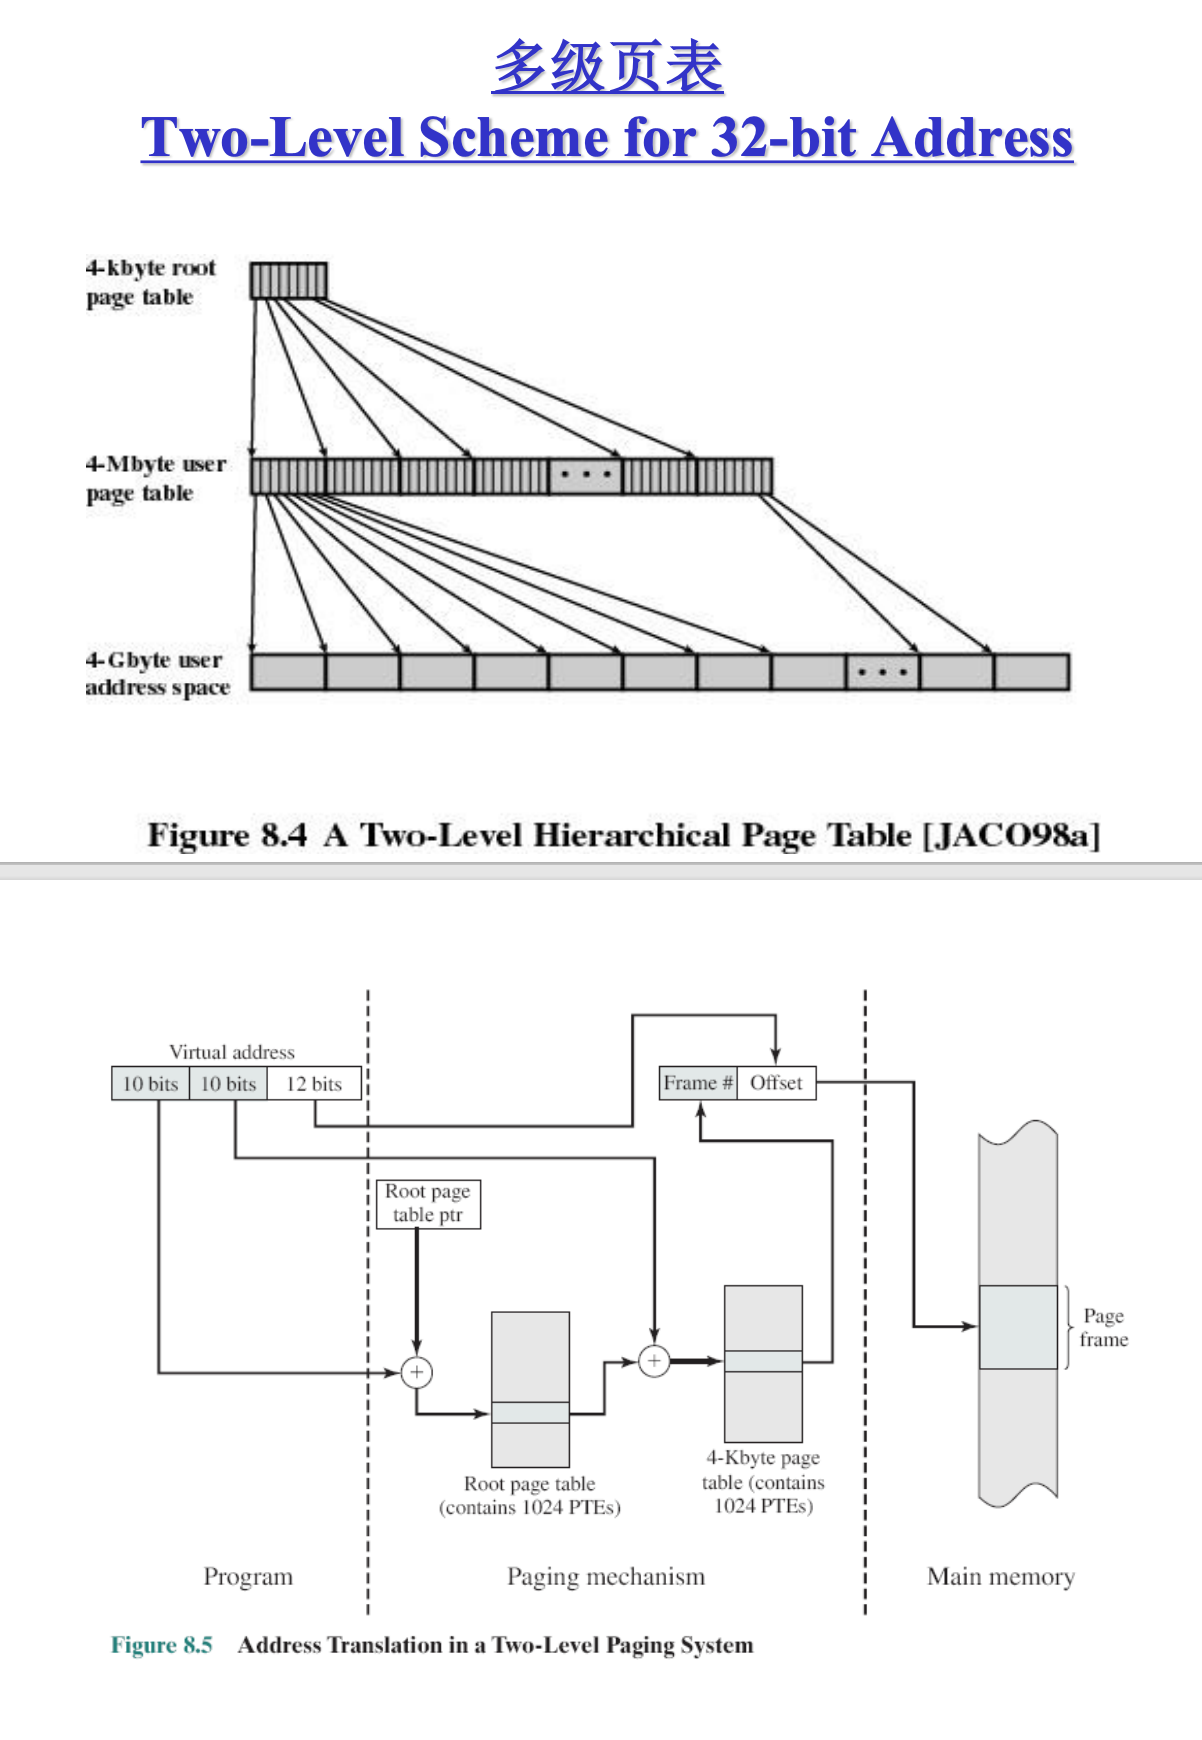 多级页表
Two-Level Scheme for 32-bit Address
4-kbyte root
page table
4-Mbyte user
page table
4-Gbyte user
address space
Figure 8.4 A Two-Level Hierarchical Page Table [JACO98a]
Virtual address
10 bits 10 bits 12 bits
Frame # Offset
Root page
table ptr
+
+
Page
frame
Root page table
(contains 1024 PTEs)
4-Kbyte page
table (contains
1024 PTEs)
Program
Paging mechanism
Main memory
Figure 8.5 Address Translation in a Two-Level Paging System